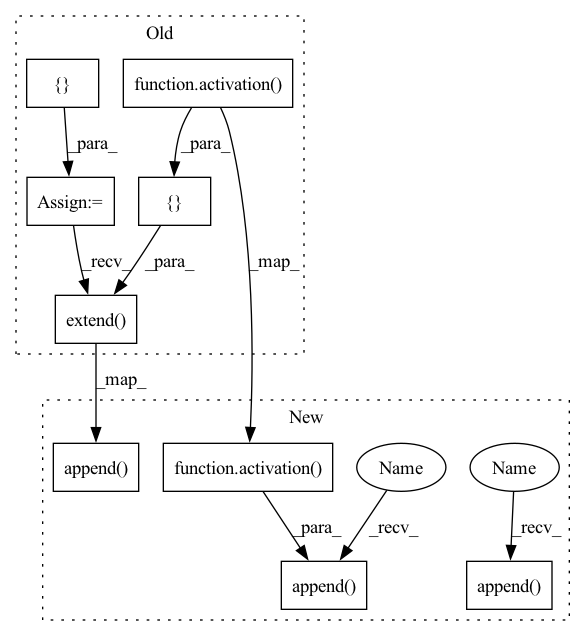 Old
{}
function.activation()
_para_
_para_
Assign:=
{}
_recv_
_para_
_map_
extend()
_map_
New
append()
function.activation()
Name
Name
_para_
_recv_
_recv_
append()
append()